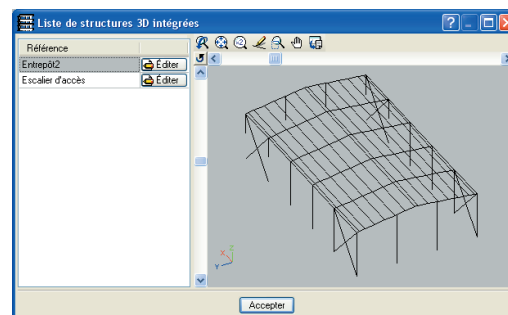 Liste de structures 3D intégrées
Référence
Entrepôt2 Éditer
Escalier d'accès Éditer
Z
X
Y
Accepter